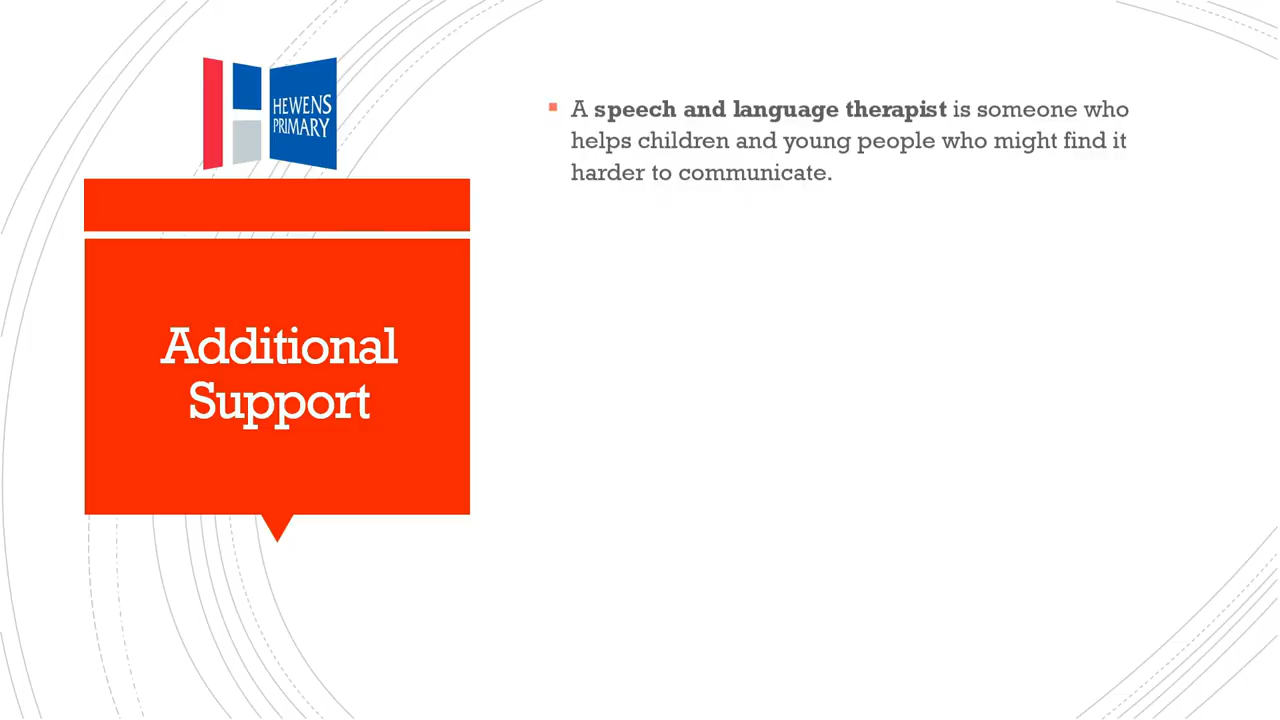 HEWENS
PRIMARY
Additional
Support
A speech and language therapist is someone who
helps children and young people who might find it
harder to communicate.